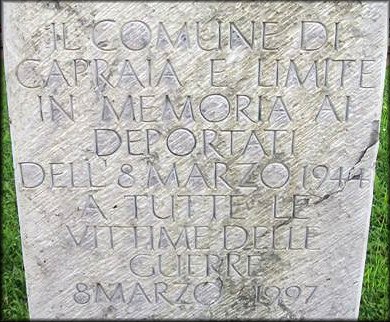 IL COMUNE DI
CAPRAIA E LIMITE
IN MEMORIA AI
DEPORTATI
DELL'8 MARZO 1944
A TUTTE LE
VITTIME DELLE
GUERRE
8 MARZO 1997